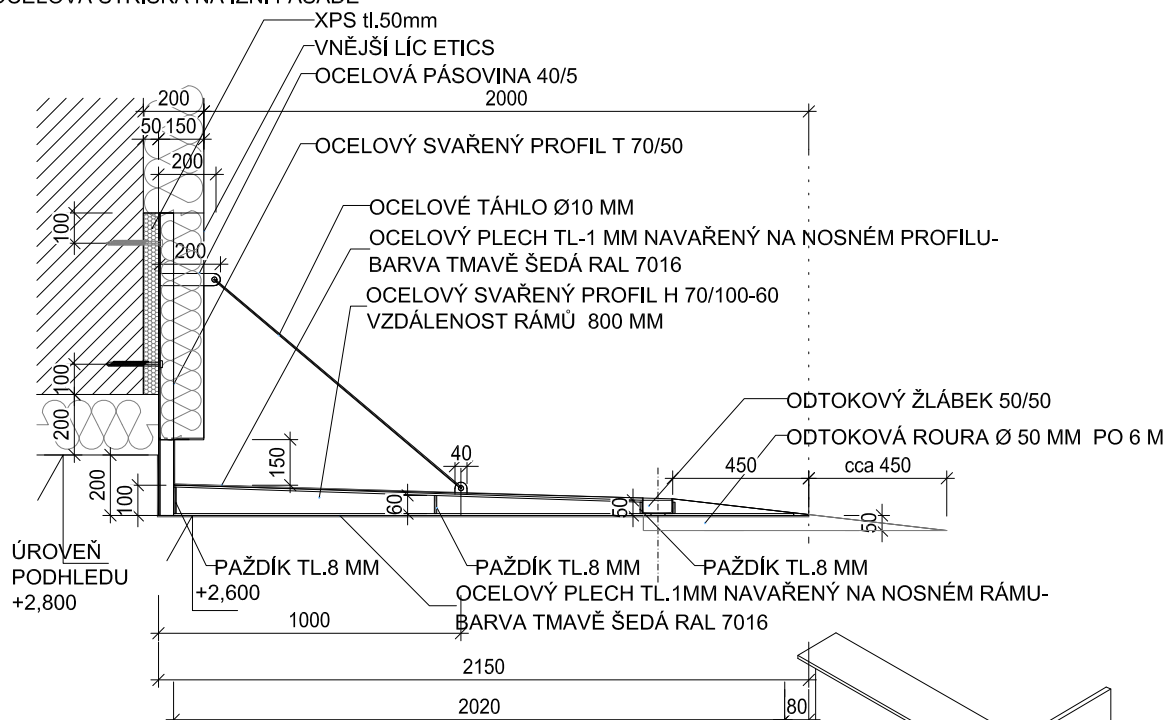 XPS tl.50mm
VNĚJŠÍ LÍC ETICS
OCELOVÁ PÁSOVINA 40/5
200
2000
50
150
OCELOVÝ SVAŘENÝ PROFIL T 70/50
200
OCELOVÉ TÁHLO Ø10 MM
100
OCELOVÝ PLECH TL-1 MM NAVAŘENÝ NA NOSNÉM PROFILU-
BARVA TMAVĚ ŠEDÁ RAL 7016
200
OCELOVÝ SVAŘENÝ PROFIL H 70/100-60
VZDÁLENOST RÁMŮ 800 MM
100
ODTOKOVÝ ŽLÁBEK 50/50
200
ODTOKOVÁ ROURA Ø 50 MM PO 6 M
150
40
450
cca 450
200
100
60
50
50
ÚROVEŇ
PODHLEDU
+2,800
PAŽDÍK TL.8 MM
PAŽDÍK TL.8 MM
PAŽDÍK TL.8 MM
+2,600
OCELOVÝ PLECH TL.1MM NAVAŘENÝ NA NOSNÉM RÁMU-
BARVA TMAVĚ ŠEDÁ RAL 7016
1000
2150
2020
80